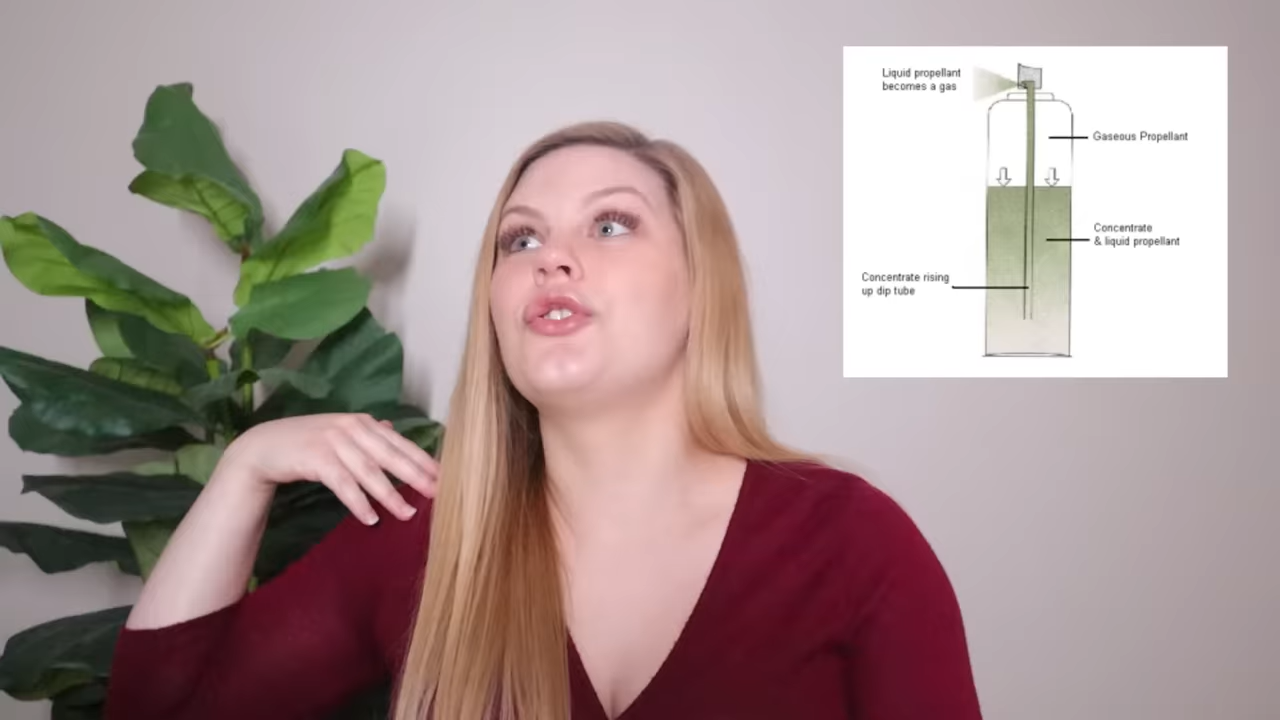 Liquid propellant
becomes a gas
Gaseous Propellant
Concentrate
& liquid propellant
Concentrate rising
up dip tube